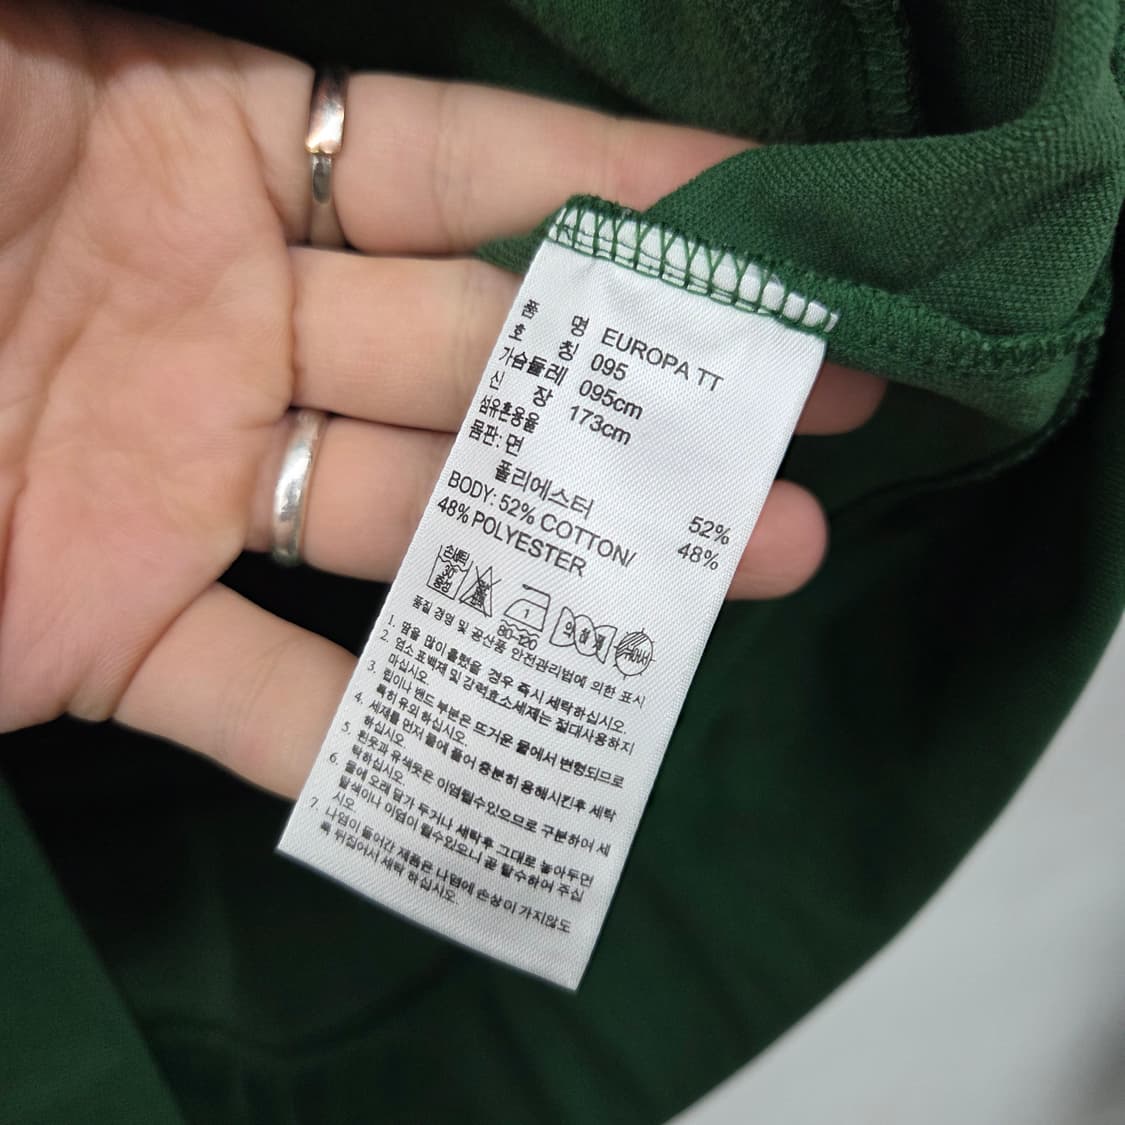 품 명 EUROPA TT
호 칭 095
가슴둘레 095cm
신 장 173cm
섬유혼용율
몸판: 면 52%
폴리에스터 48%
BODY: 52% COTTON/
48% POLYESTER
손세탁
30°
중성
1
80-120
품질 경영 및 공산품 안전관리법에 의한 표시
1. 땀을 많이 흘렸을 경우 즉시 세탁하십시오.
2. 염소 표백제 및 강력효소세제는 절대사용하지
마십시오.
3. 립이나 밴드 부분은 뜨거운 물에서 변형되므로
특히 유의 하십시오.
4. 세제를 먼저 물에 풀어 충분히 용해시킨후 세탁
하십시오.
5. 흰옷과 유색옷은 이염될수있으므로 구분하여 세
탁하십시오.
6. 물에 오래 담가 두거나 세탁후 그대로 놓아두면
탈색이나 이염이 될수있으니 곧 탈수하여 주십
시오.
7. 나염이 들어간 제품은 나염에 손상이 가지않도
록 뒤집어서 세탁 하십시오.